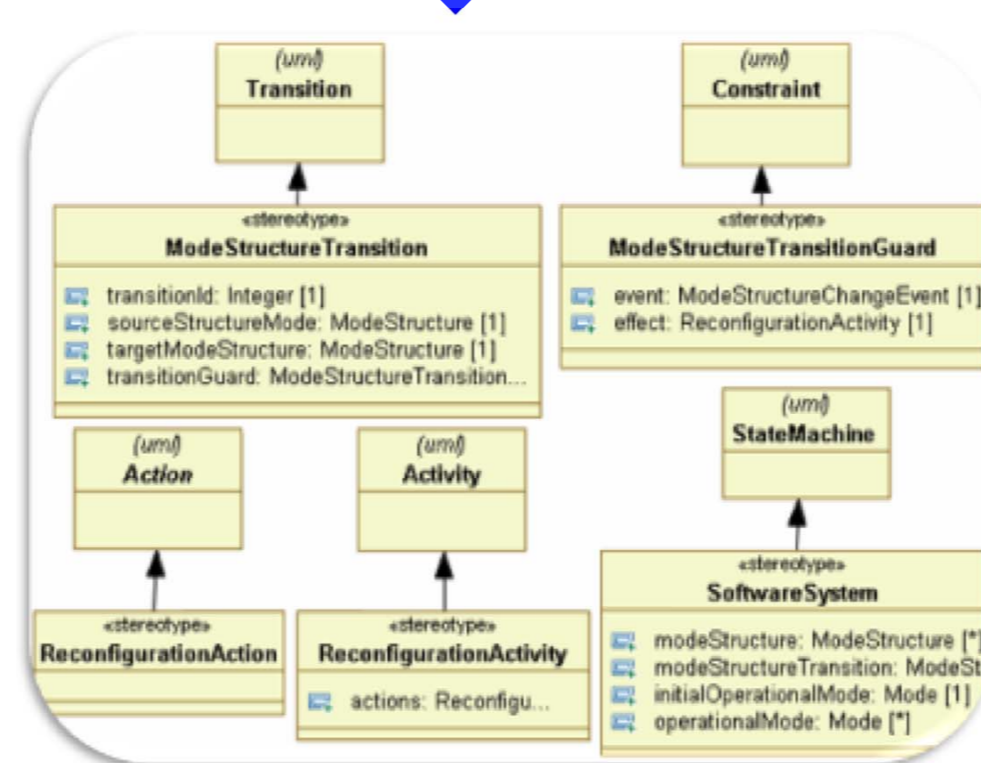 (uml)
Transition
(uml)
Constraint
«stereotype»
ModeStructureTransition
transitionId: Integer [1]
sourceStructureMode: ModeStructure [1]
targetModeStructure: ModeStructure [1]
transitionGuard: ModeStructureTransition...
«stereotype»
ModeStructureTransitionGuard
event: ModeStructureChangeEvent [1]
effect: ReconfigurationActivity [1]
(uml)
Action
(uml)
Activity
(uml)
StateMachine
«stereotype»
ReconfigurationAction
«stereotype»
ReconfigurationActivity
actions: Reconfigu...
«stereotype»
SoftwareSystem
modeStructure: ModeStructure [*]
modeStructureTransition: ModeSt
initialOperationalMode: Mode [1]
operationalMode: Mode [*]